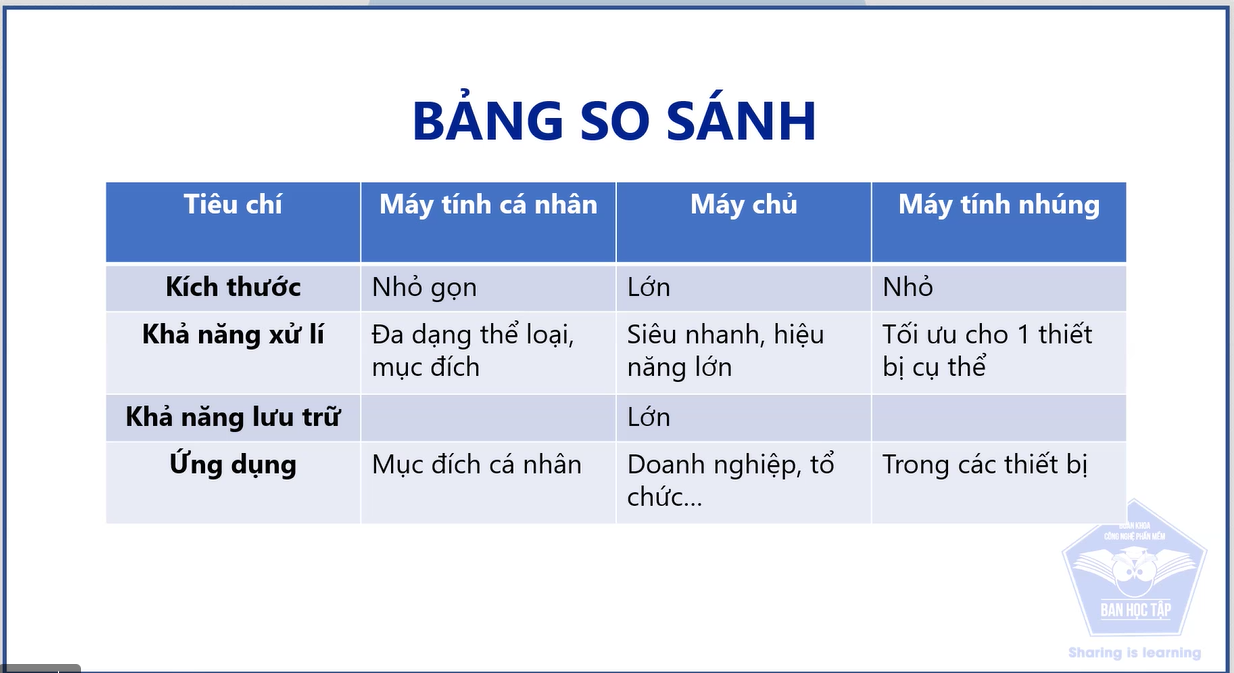 BẢNG SO SÁNH
Tiêu chí
Máy tính cá nhân
Máy chủ
Máy tính nhúng
Kích thước
Nhỏ gọn
Lớn
Nhỏ
Khả năng xử lí
Đa dạng thể loại,
mục đích
Siêu nhanh, hiệu
năng lớn
Tối ưu cho 1 thiết
bị cụ thể
Khả năng lưu trữ
Lớn
Ứng dụng
Mục đích cá nhân
Doanh nghiệp, tổ
chức...
Trong các thiết bị
ĐOÀN KHOA
CÔNG NGHỆ PHẦN MỀM
BAN HỌC TẬP
Sharing is learning